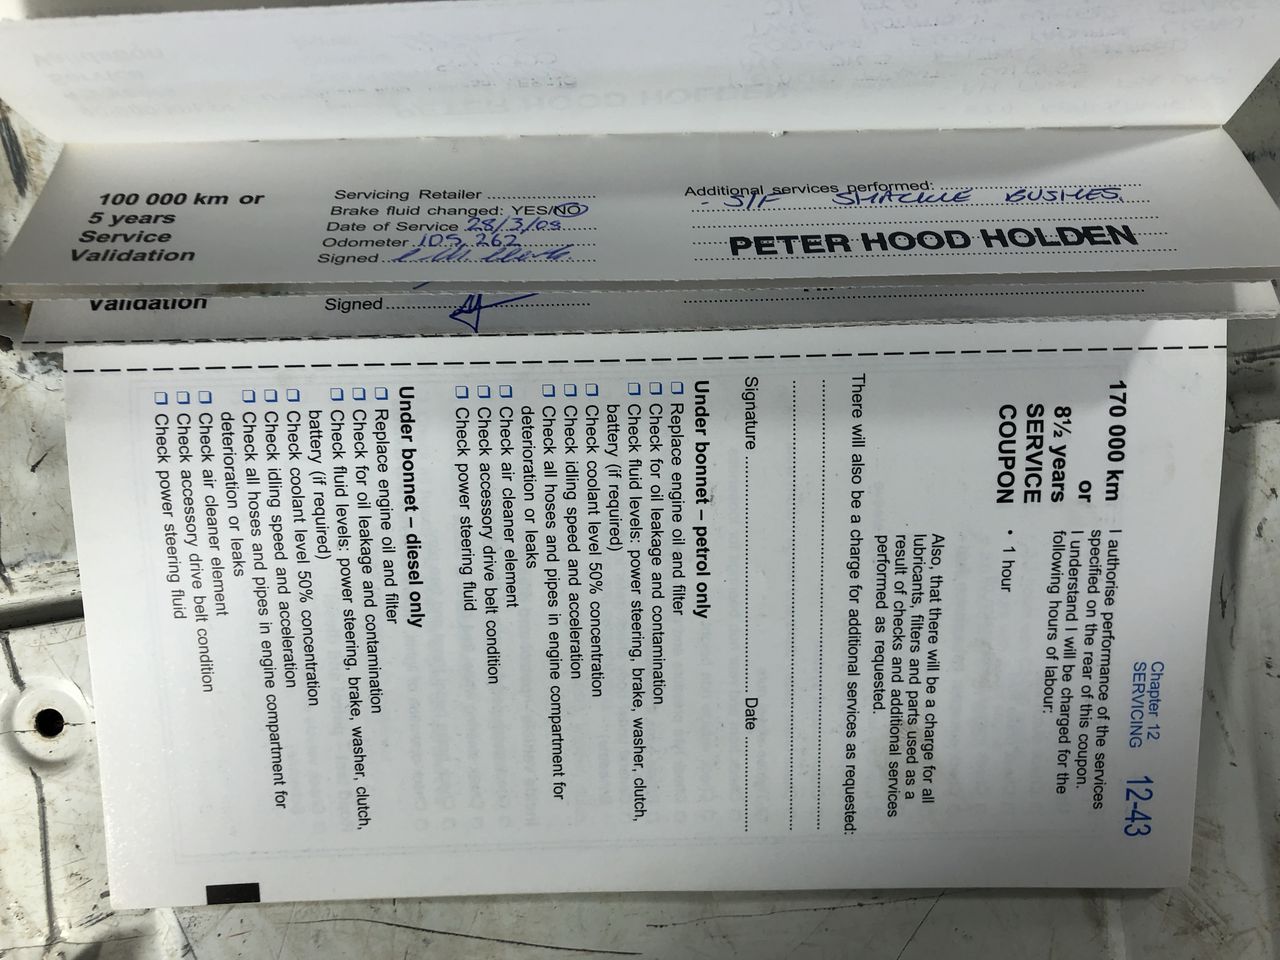 100 000 km or
5 years
Service
Validation
Servicing Retailer
Brake fluid changed: YES/NO
Date of Service 28/3/08
Odometer 105,262
Signed
Additional services performed:
- S/F SHACKLE BUSHES
PETER HOOD HOLDEN
Validation
Signed
Chapter 12
SERVICING 12-43
170 000 km
or
8½ years
SERVICE
COUPON
I authorise performance of the services
specified on the rear of this coupon.
I understand I will be charged for the
following hours of labour:
• 1 hour
Also, that there will be a charge for all
lubricants, filters and parts used as a
result of checks and additional services
performed as requested.
There will also be a charge for additional services as requested:
Signature Date
Under bonnet – petrol only
❒ Replace engine oil and filter
❒ Check for oil leakage and contamination
❒ Check fluid levels: power steering, brake, washer, clutch,
battery (if required)
❒ Check coolant level 50% concentration
❒ Check idling speed and acceleration
❒ Check all hoses and pipes in engine compartment for
deterioration or leaks
❒ Check air cleaner element
❒ Check accessory drive belt condition
❒ Check power steering fluid
Under bonnet – diesel only
❒ Replace engine oil and filter
❒ Check for oil leakage and contamination
❒ Check fluid levels: power steering, brake, washer, clutch,
battery (if required)
❒ Check coolant level 50% concentration
❒ Check idling speed and acceleration
❒ Check all hoses and pipes in engine compartment for
deterioration or leaks
❒ Check air cleaner element
❒ Check accessory drive belt condition
❒ Check power steering fluid